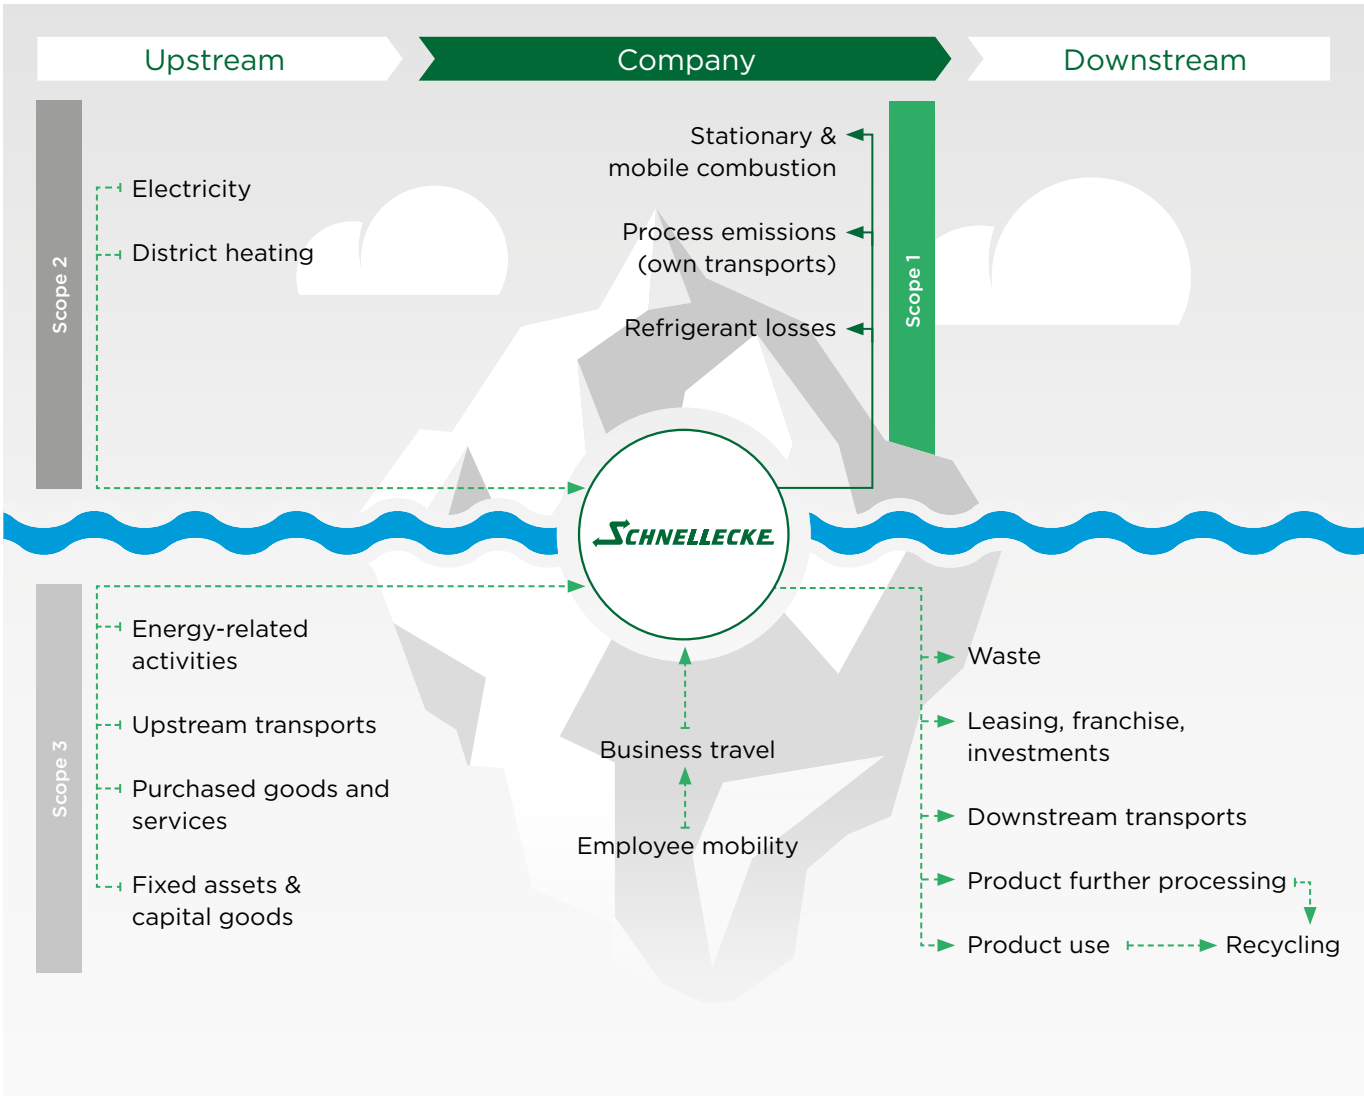 Upstream
Company
Downstream
Scope 2
Electricity
District heating
Stationary &
mobile combustion
Process emissions
(own transports)
Refrigerant losses
Scope 1
SCHNELLECKE
Scope 3
Energy-related
activities
Upstream transports
Purchased goods and
services
Fixed assets &
capital goods
Business travel
Employee mobility
Waste
Leasing, franchise,
investments
Downstream transports
Product further processing
Product use
Recycling